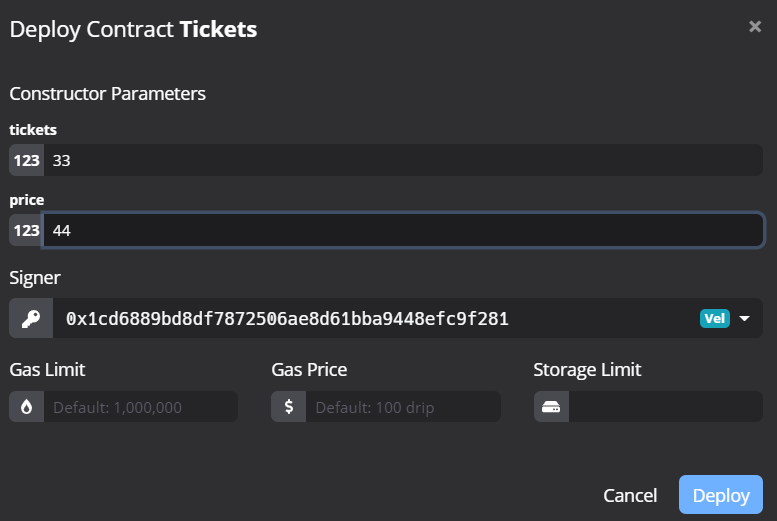 Deploy Contract Tickets
×
Constructor Parameters
tickets
123 33
price
123 44
Signer
0x1cd6889bd8df7872506ae8d61bba9448efc9f281 Vel
Gas Limit Gas Price Storage Limit
Default: 1,000,000 $ Default: 100 drip
Cancel Deploy